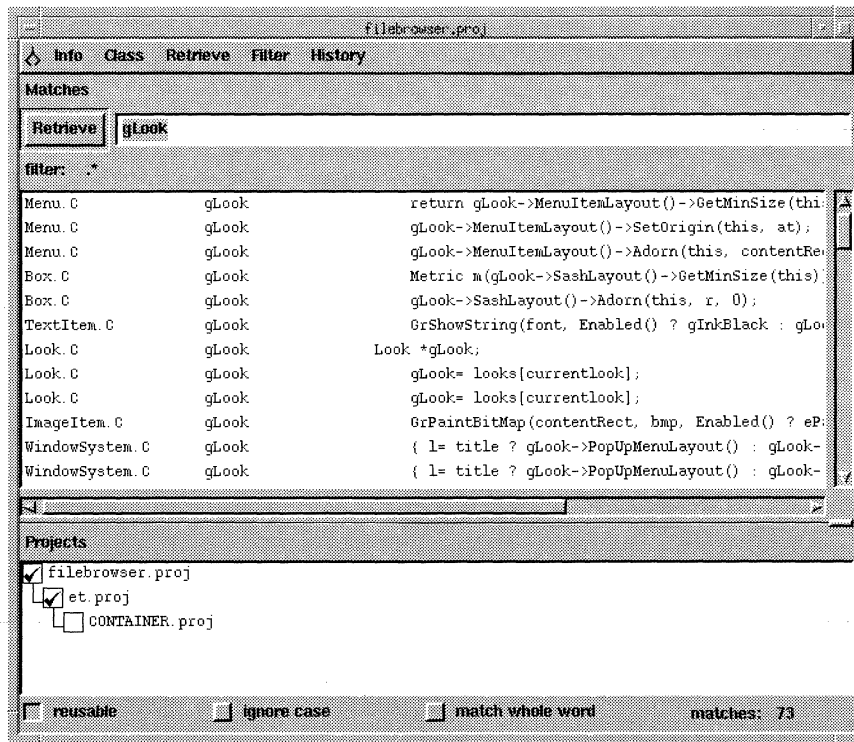 filebrowser.proj
Info Class Retrieve Filter History
Matches
Retrieve gLook
filter: .*
Menu.C gLook return gLook->MenuItemLayout()->GetMinSize(this
Menu.C gLook gLook->MenuItemLayout()->SetOrigin(this, at);
Menu.C gLook gLook->MenuItemLayout()->Adorn(this, contentRe
Box.C gLook Metric m(gLook->SashLayout()->GetMinSize(this)
Box.C gLook gLook->SashLayout()->Adorn(this, r, 0);
TextItem.C gLook GrShowString(font, Enabled() ? gInkBlack : gLo
Look.C gLook Look *gLook;
Look.C gLook gLook= looks[currentlook];
Look.C gLook gLook= looks[currentlook];
ImageItem.C gLook GrPaintBitMap(contentRect, bmp, Enabled() ? eP
WindowSystem.C gLook { l= title ? gLook->PopUpMenuLayout() : gLook-
WindowSystem.C gLook { l= title ? gLook->PopUpMenuLayout() : gLook-
Projects
filebrowser.proj
et.proj
CONTAINER.proj
reusable ignore case match whole word matches: 73